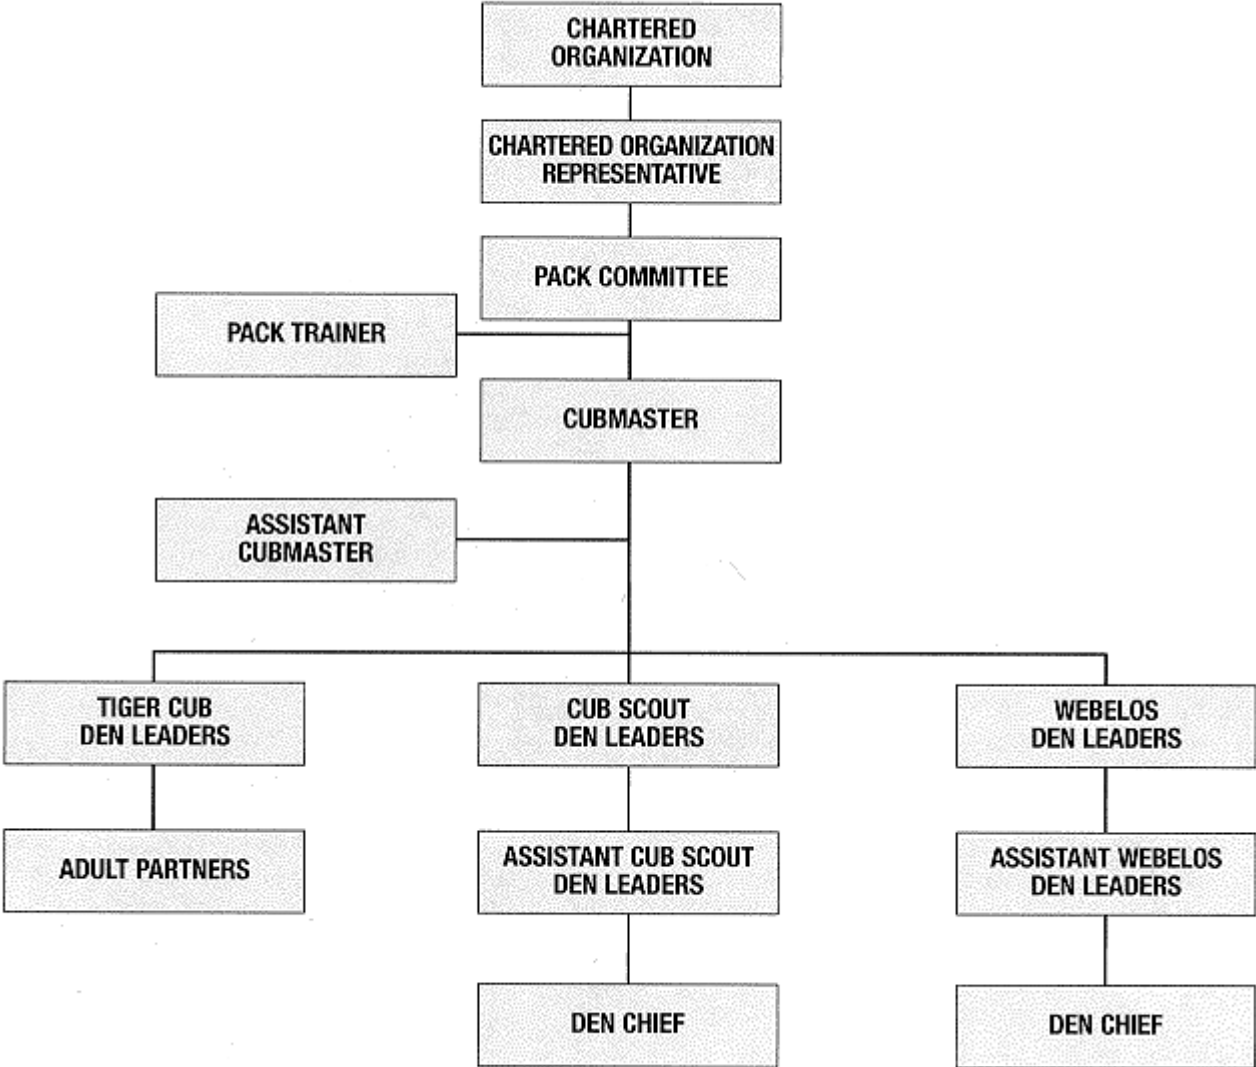 CHARTERED
ORGANIZATION
CHARTERED ORGANIZATION
REPRESENTATIVE
PACK COMMITTEE
PACK TRAINER
CUBMASTER
ASSISTANT
CUBMASTER
TIGER CUB
DEN LEADERS
CUB SCOUT
DEN LEADERS
WEBELOS
DEN LEADERS
ADULT PARTNERS
ASSISTANT CUB SCOUT
DEN LEADERS
ASSISTANT WEBELOS
DEN LEADERS
DEN CHIEF
DEN CHIEF